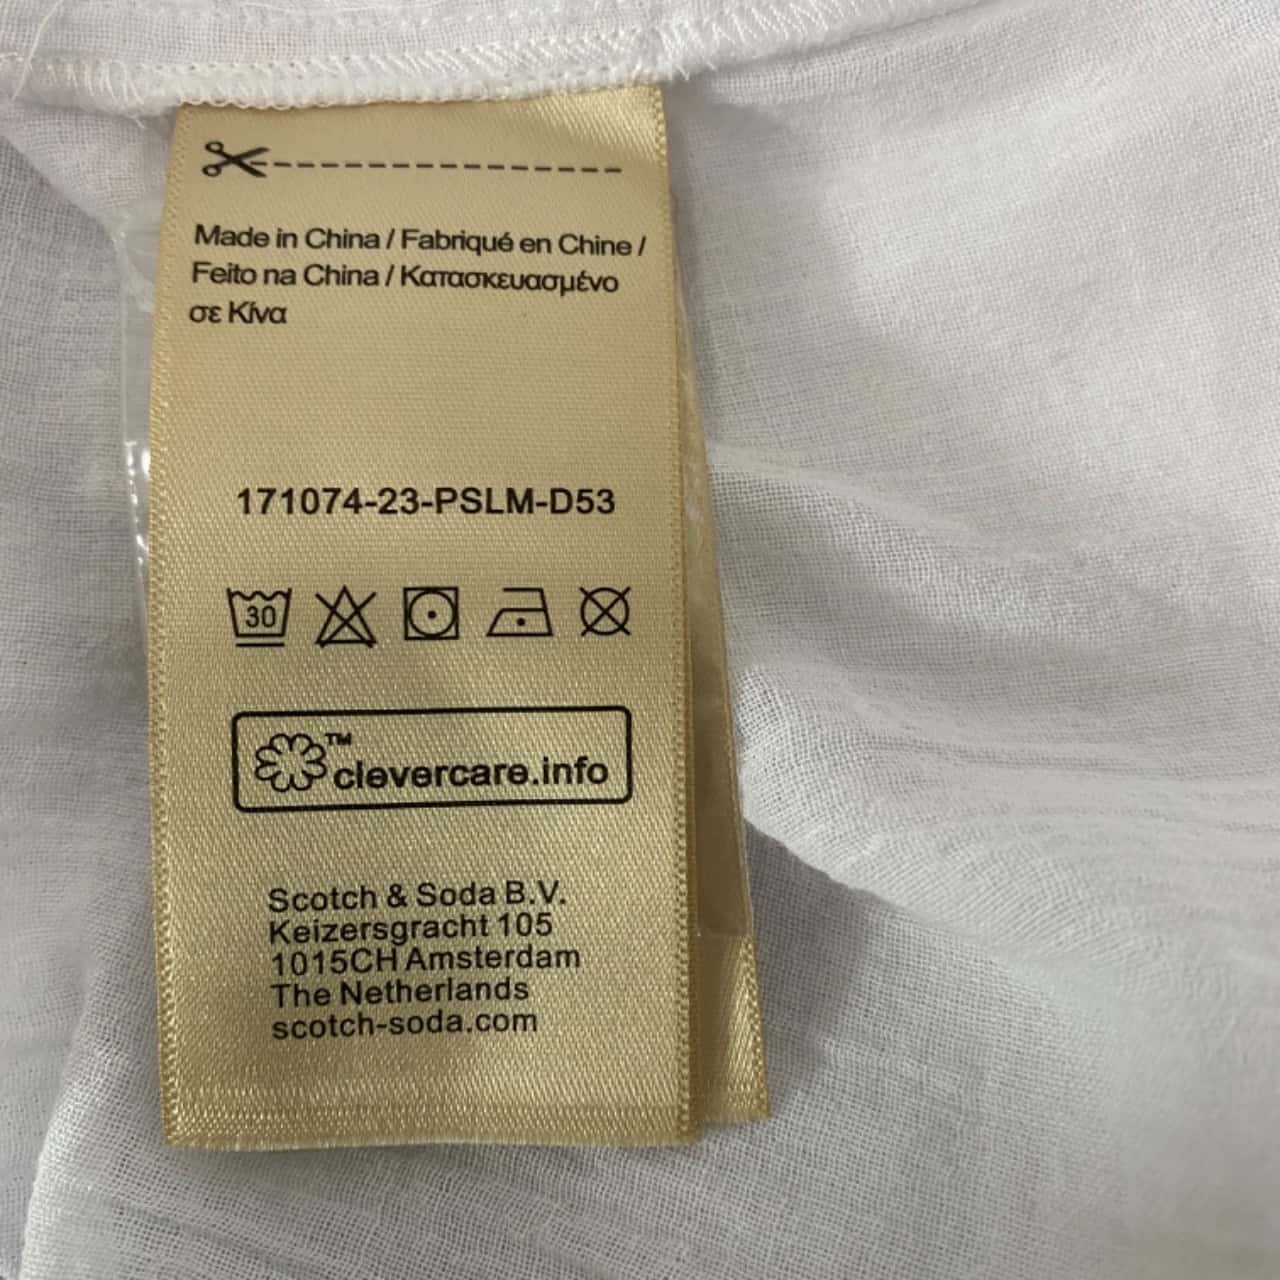 Made in China / Fabriqué en Chine /
Feito na China / Κατασκευασμένο
σε Κίνα
171074-23-PSLM-D53
30
™
clevercare.info
Scotch & Soda B.V.
Keizersgracht 105
1015CH Amsterdam
The Netherlands
scotch-soda.com